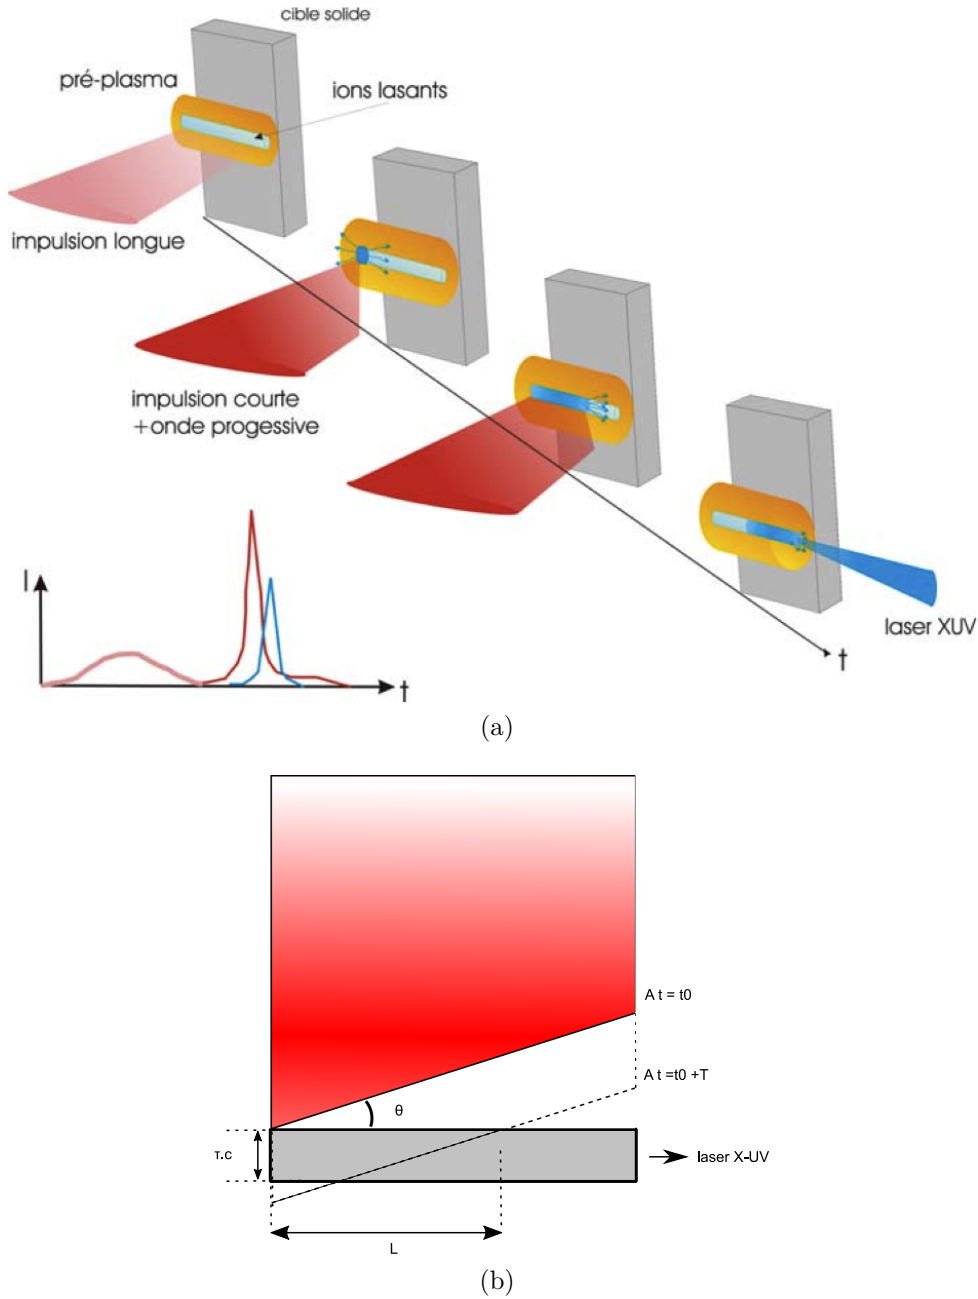 cible solide
pré-plasma
ions lasants
impulsion longue
impulsion courte
+onde progessive
laser XUV
t
I
t
(a)
A t = t0
A t =t0 +T
θ
τ.c
laser X-UV
L
(b)